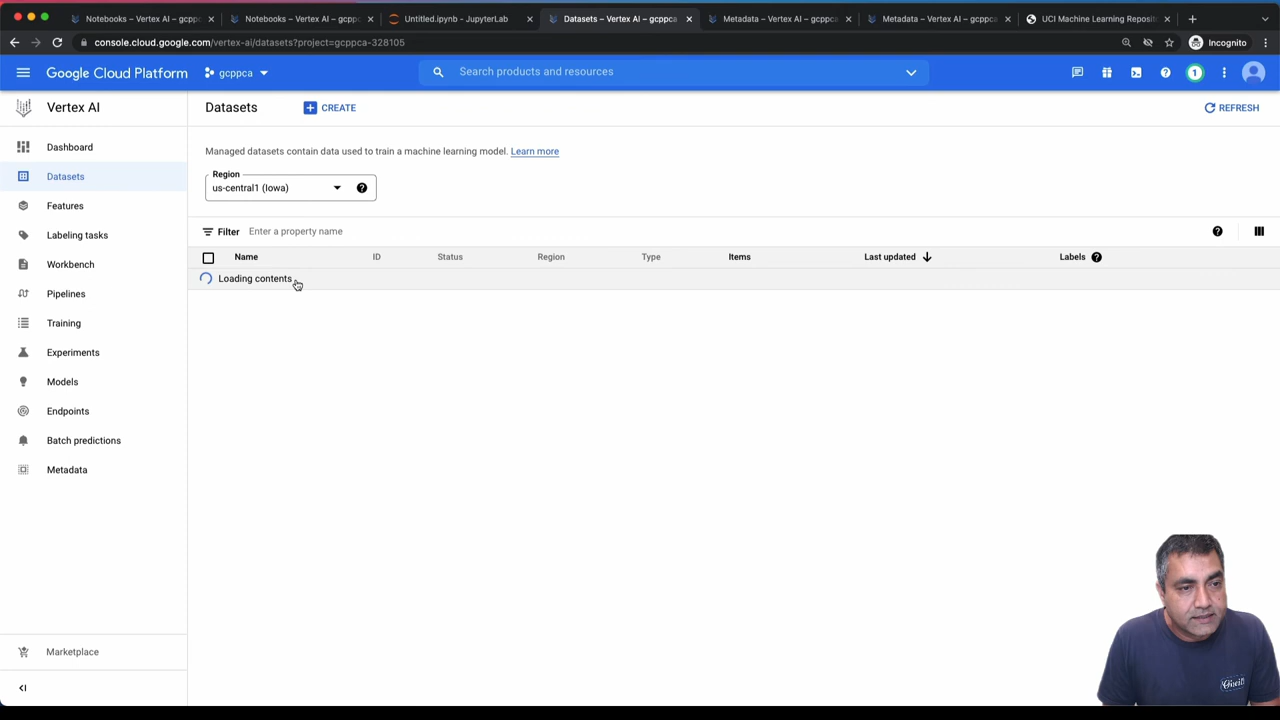 Notebooks – Vertex AI – gcpp
Notebooks – Vertex AI – gcpp
Untitled.ipynb - JupyterLab
Datasets – Vertex AI – gcppca
Metadata – Vertex AI – gcppca
Metadata – Vertex AI – gcppca
UCI Machine Learning Reposit
console.cloud.google.com/vertex-ai/datasets?project=gcppca-328105
Incognito
Google Cloud Platform
gcppca
Search products and resources
1
Vertex AI
Dashboard
Datasets
Features
Labeling tasks
Workbench
Pipelines
Training
Experiments
Models
Endpoints
Batch predictions
Metadata
Marketplace
Datasets
CREATE
REFRESH
Managed datasets contain data used to train a machine learning model. Learn more
Region
us-central1 (Iowa)
Filter Enter a property name
Name ID Status Region Type Items Last updated Labels
Loading contents